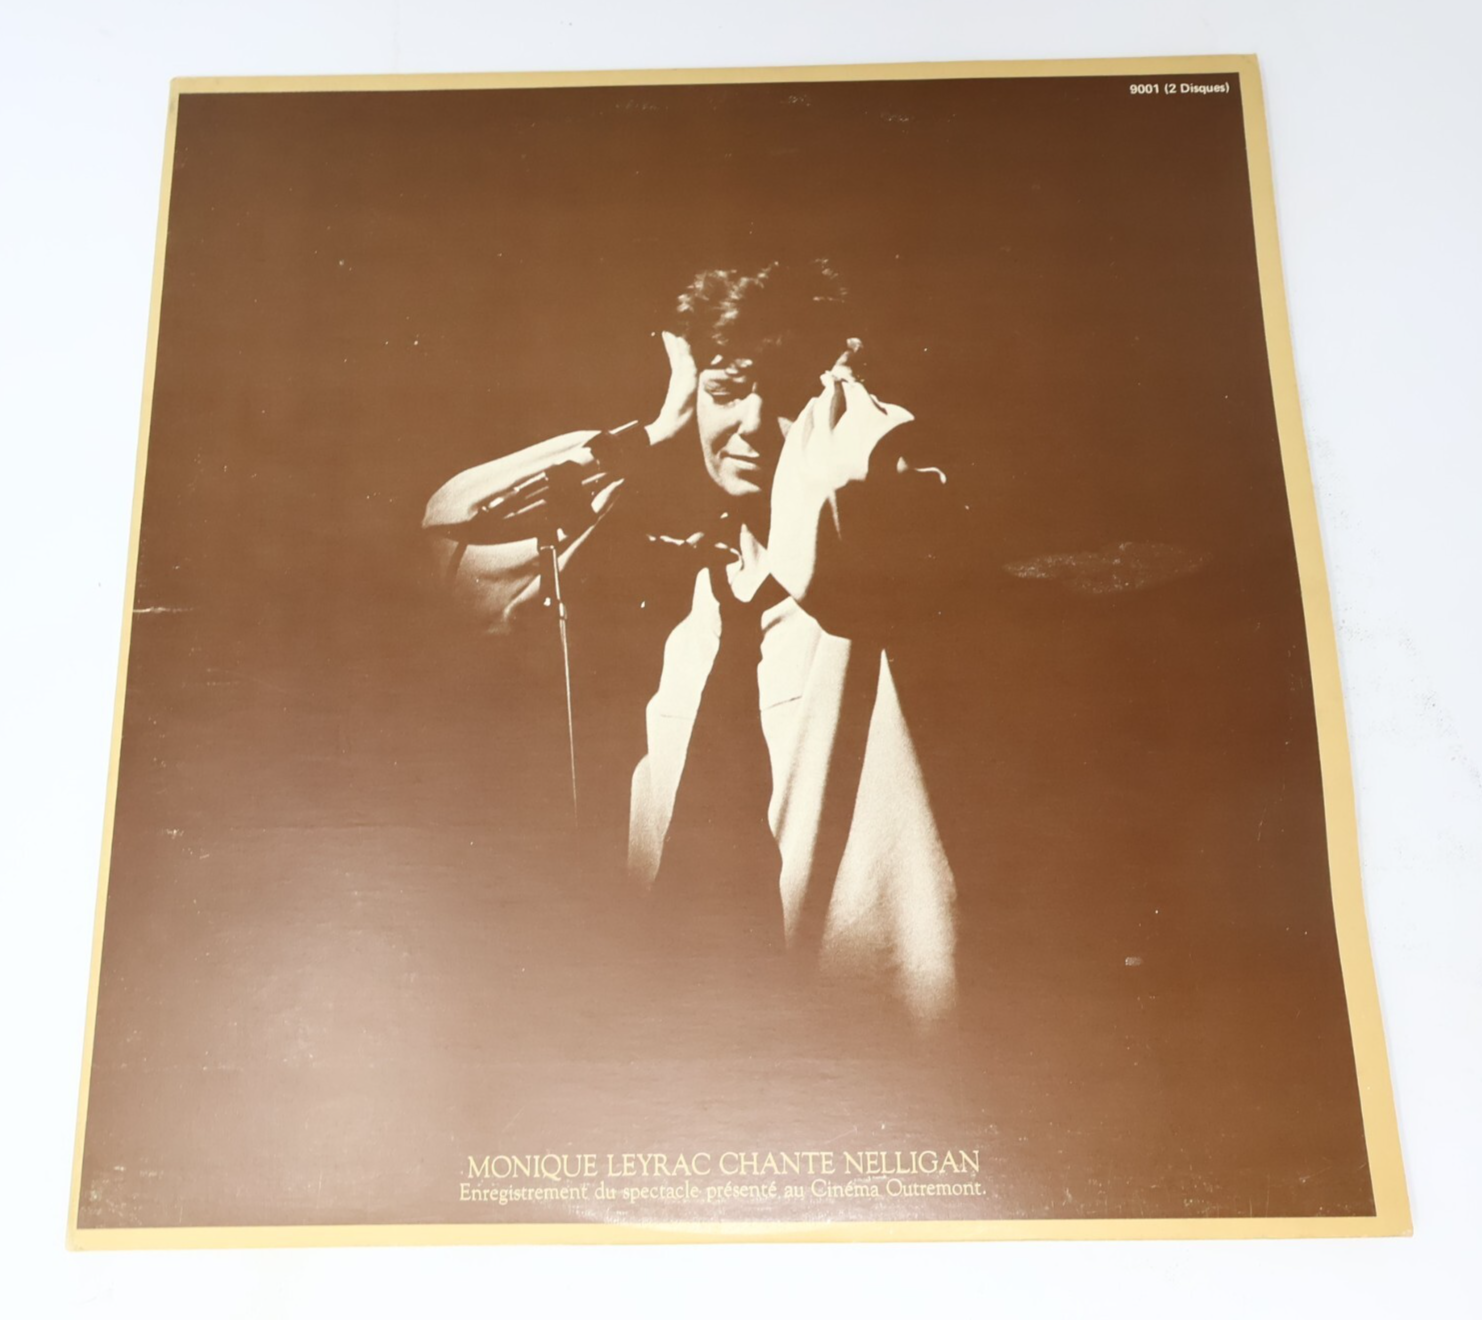 9001 (2 Disques)
MONIQUE LEYRAC CHANTE NELLIGAN
Enregistrement du spectacle présenté au Cinéma Outremont.